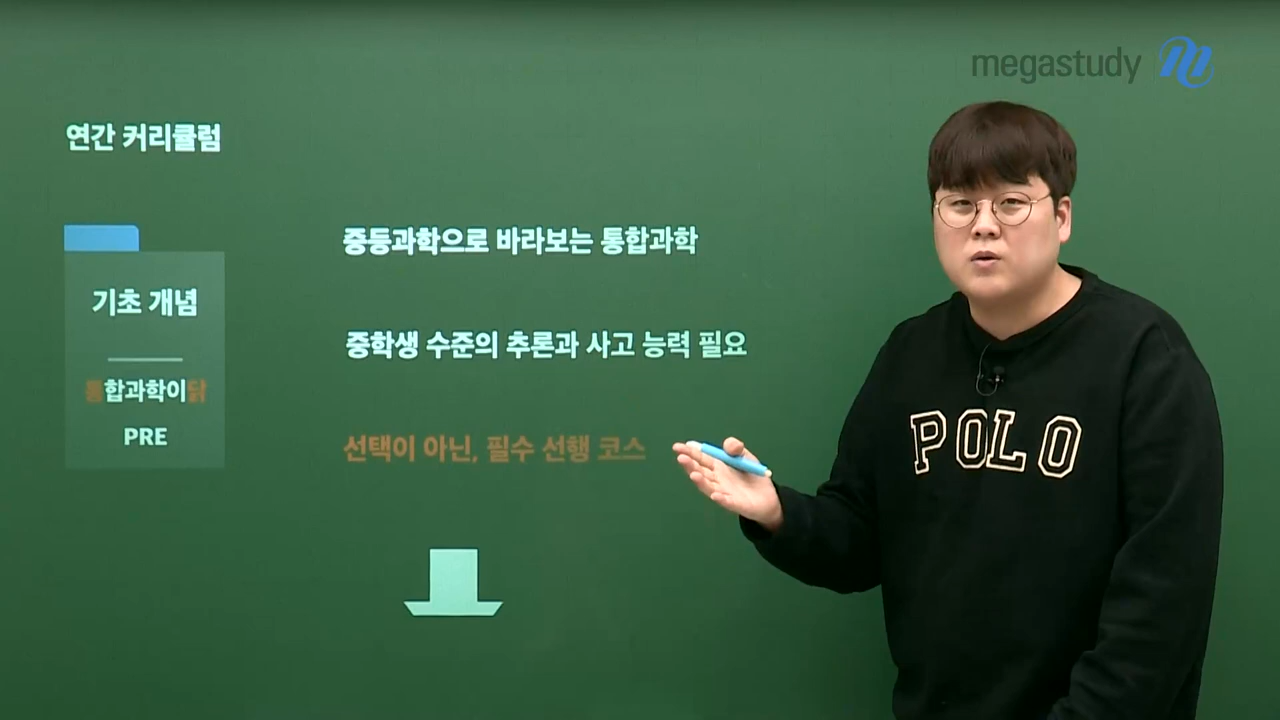 megastudy
연간 커리큘럼
기초 개념
통합과학이닭
PRE
중등과학으로 바라보는 통합과학
중학생 수준의 추론과 사고 능력 필요
선택이 아닌, 필수 선행 코스
POLO